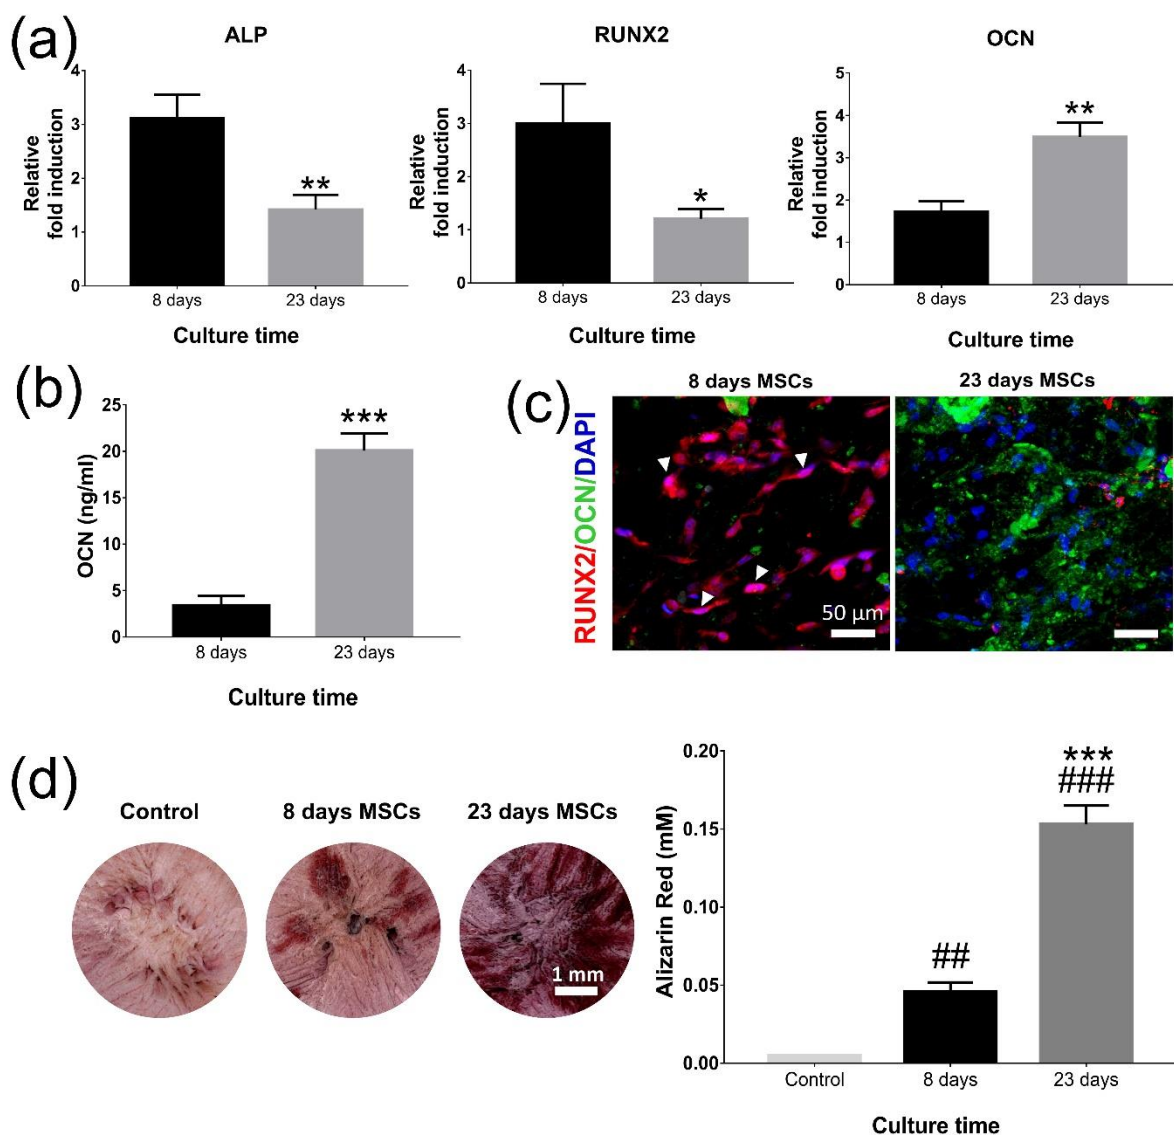 (a)
ALP
Relative
fold induction
4
3
2
1
0
**
8 days
23 days
Culture time
RUNX2
Relative
fold induction
4
3
2
1
0
*
8 days
23 days
Culture time
OCN
Relative
fold induction
5
4
3
2
1
0
**
8 days
23 days
Culture time
(b)
OCN (ng/ml)
25
20
15
10
5
0
***
8 days
23 days
Culture time
(c)
8 days MSCs
23 days MSCs
RUNX2/OCN/DAPI
50 µm
(d)
Control
8 days MSCs
23 days MSCs
1 mm
Alizarin Red (mM)
0.20
0.15
0.10
0.05
0.00
##
***
###
Control
8 days
23 days
Culture time